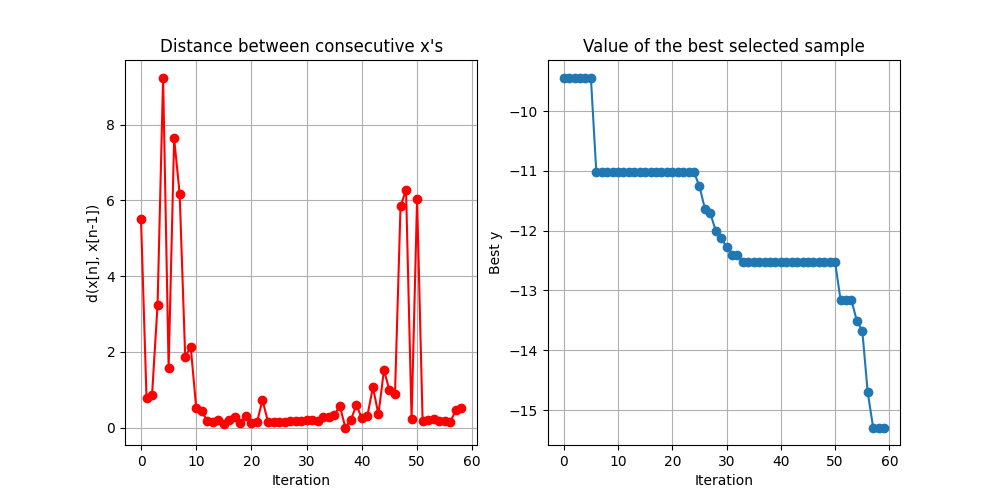 Distance between consecutive x's
d(x[n], x[n-1])
8
6
4
2
0
0 10 20 30 40 50 60
Iteration
Value of the best selected sample
Best y
−10
−11
−12
−13
−14
−15
0 10 20 30 40 50 60
Iteration